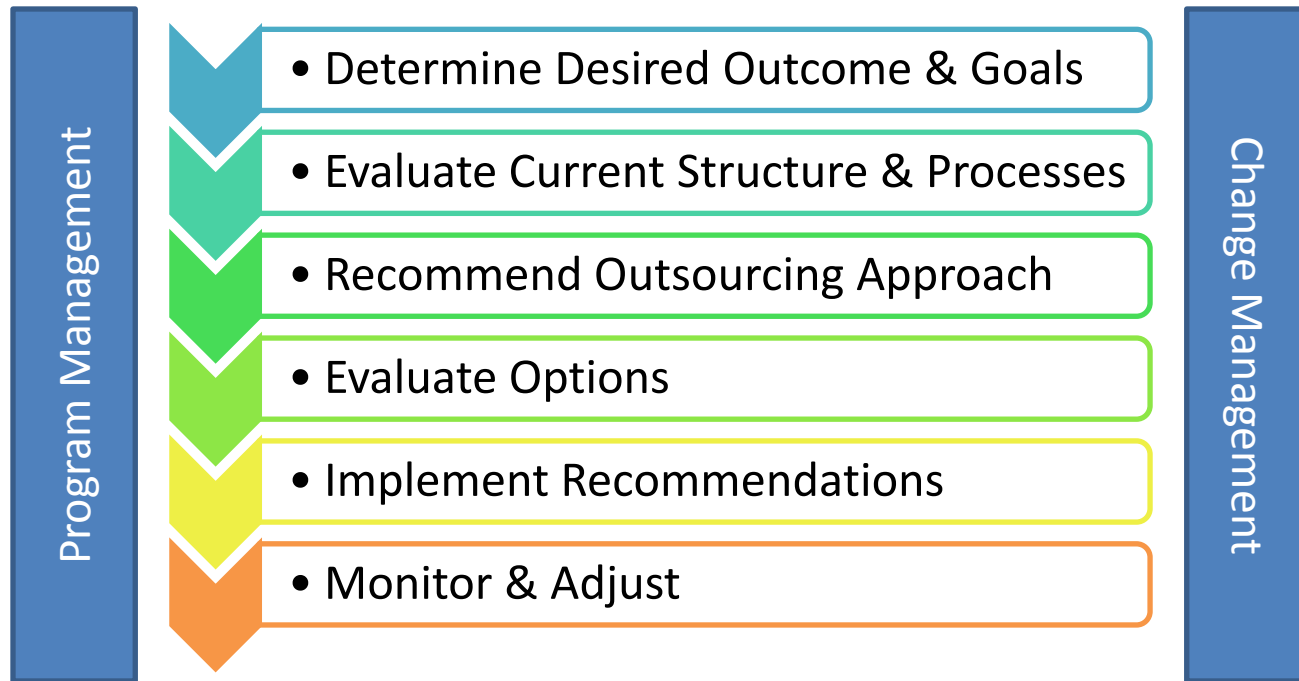 Program Management
• Determine Desired Outcome & Goals
• Evaluate Current Structure & Processes
• Recommend Outsourcing Approach
• Evaluate Options
• Implement Recommendations
• Monitor & Adjust
Change Management